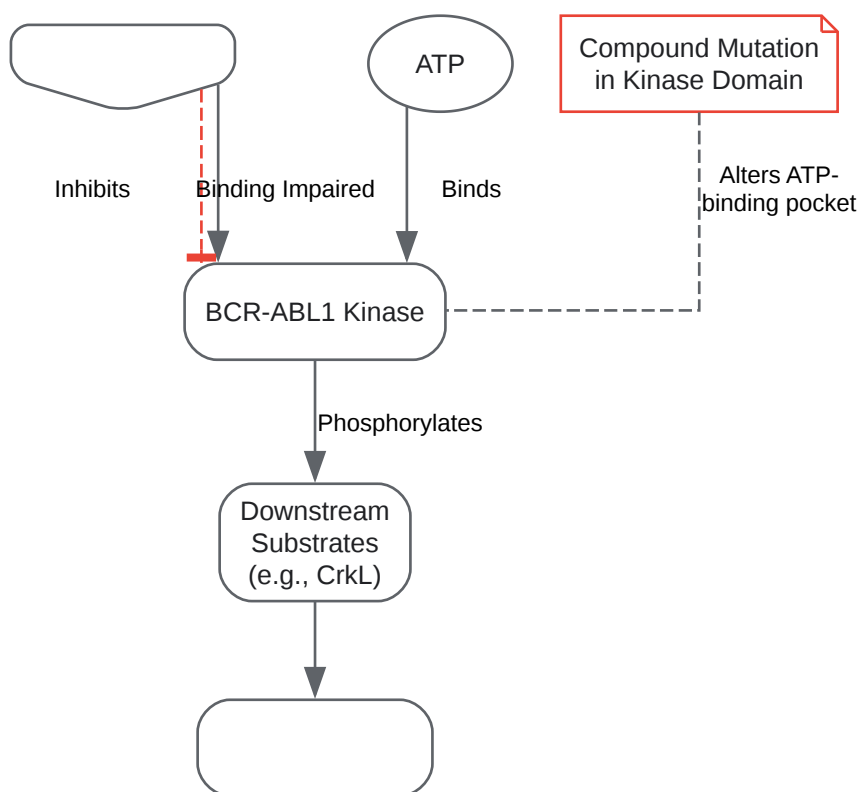 ATP
Compound Mutation
in Kinase Domain
Inhibits
Binding Impaired
Binds
Alters ATP-
binding pocket
BCR-ABL1 Kinase
Phosphorylates
Downstream
Substrates
(e.g., CrkL)